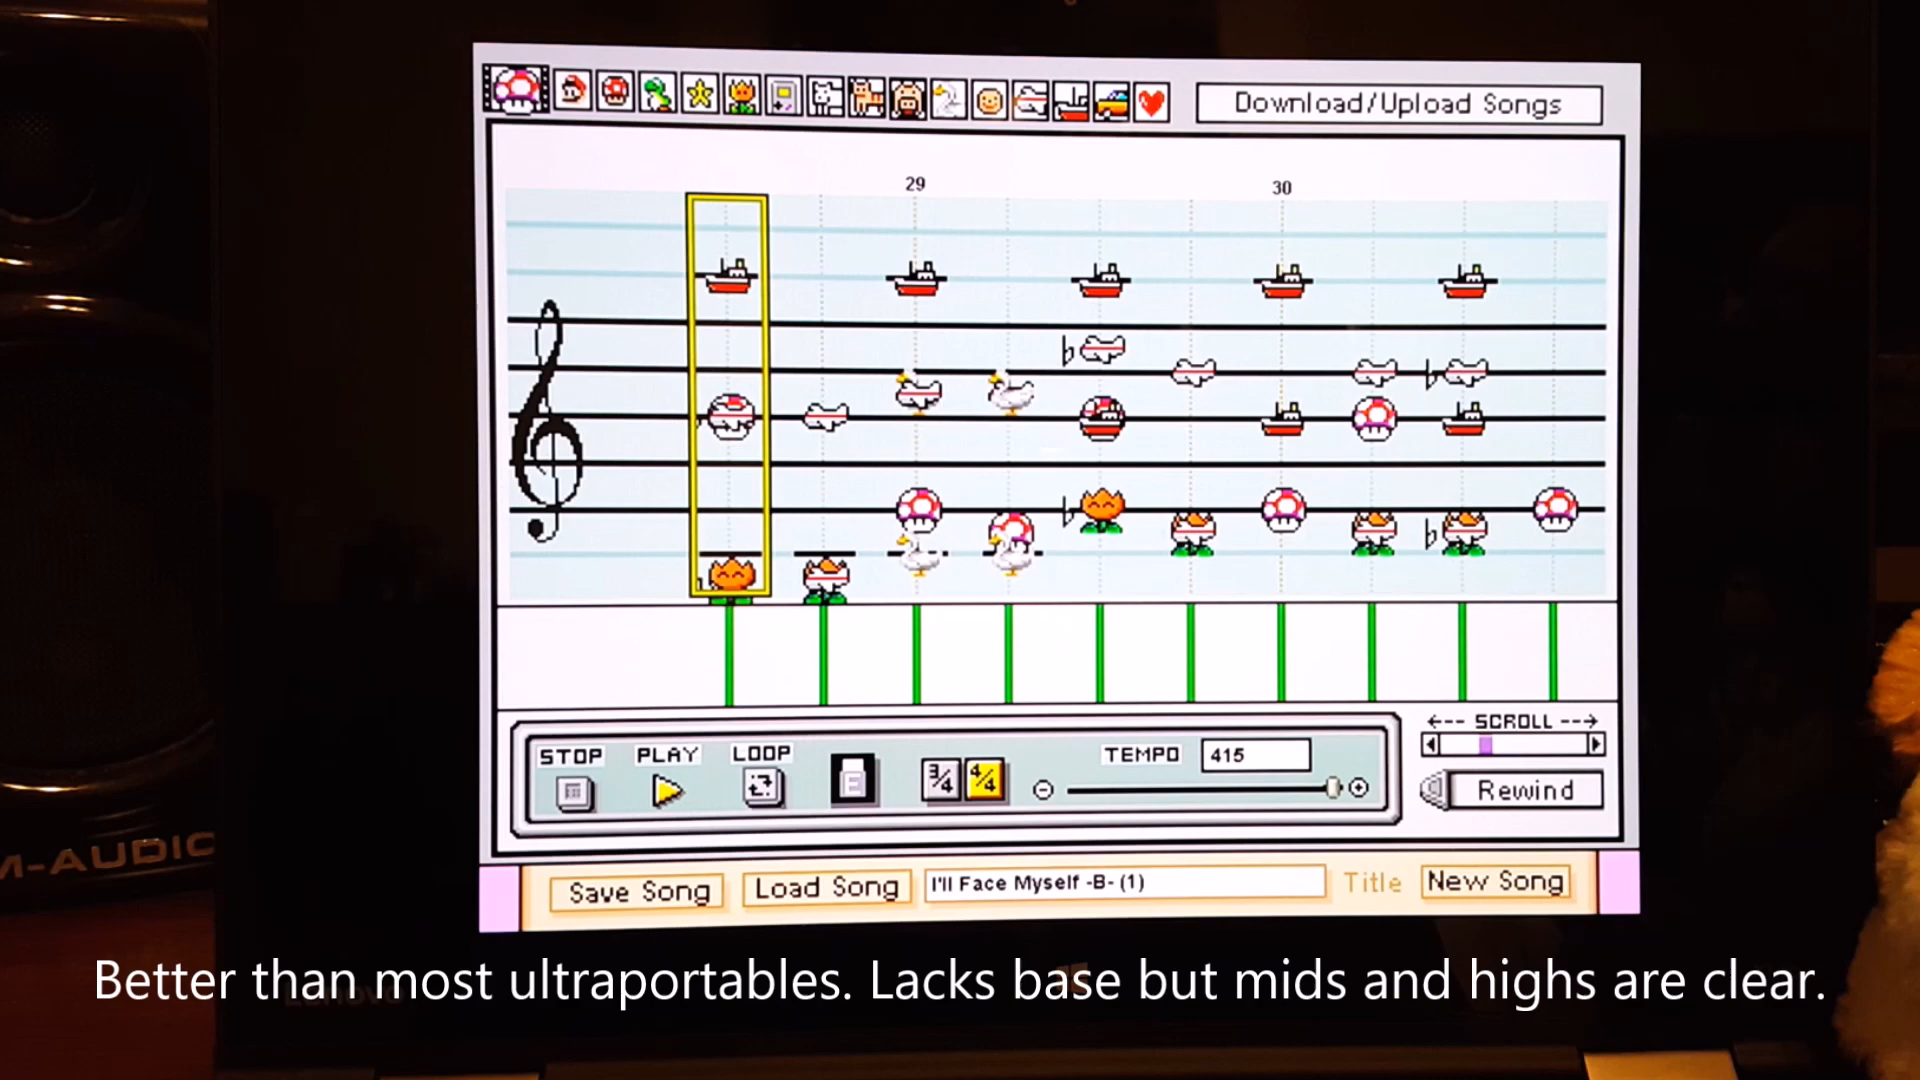 Download/Upload Songs
29 30
STOP PLAY LOOP
3/4 4/4
TEMPO 415
<--- SCROLL --->
Rewind
Save Song Load Song I'll Face Myself -B- (1) Title New Song
M-AUDIO
Lenovo
Better than most ultraportables. Lacks base but mids and highs are clear.